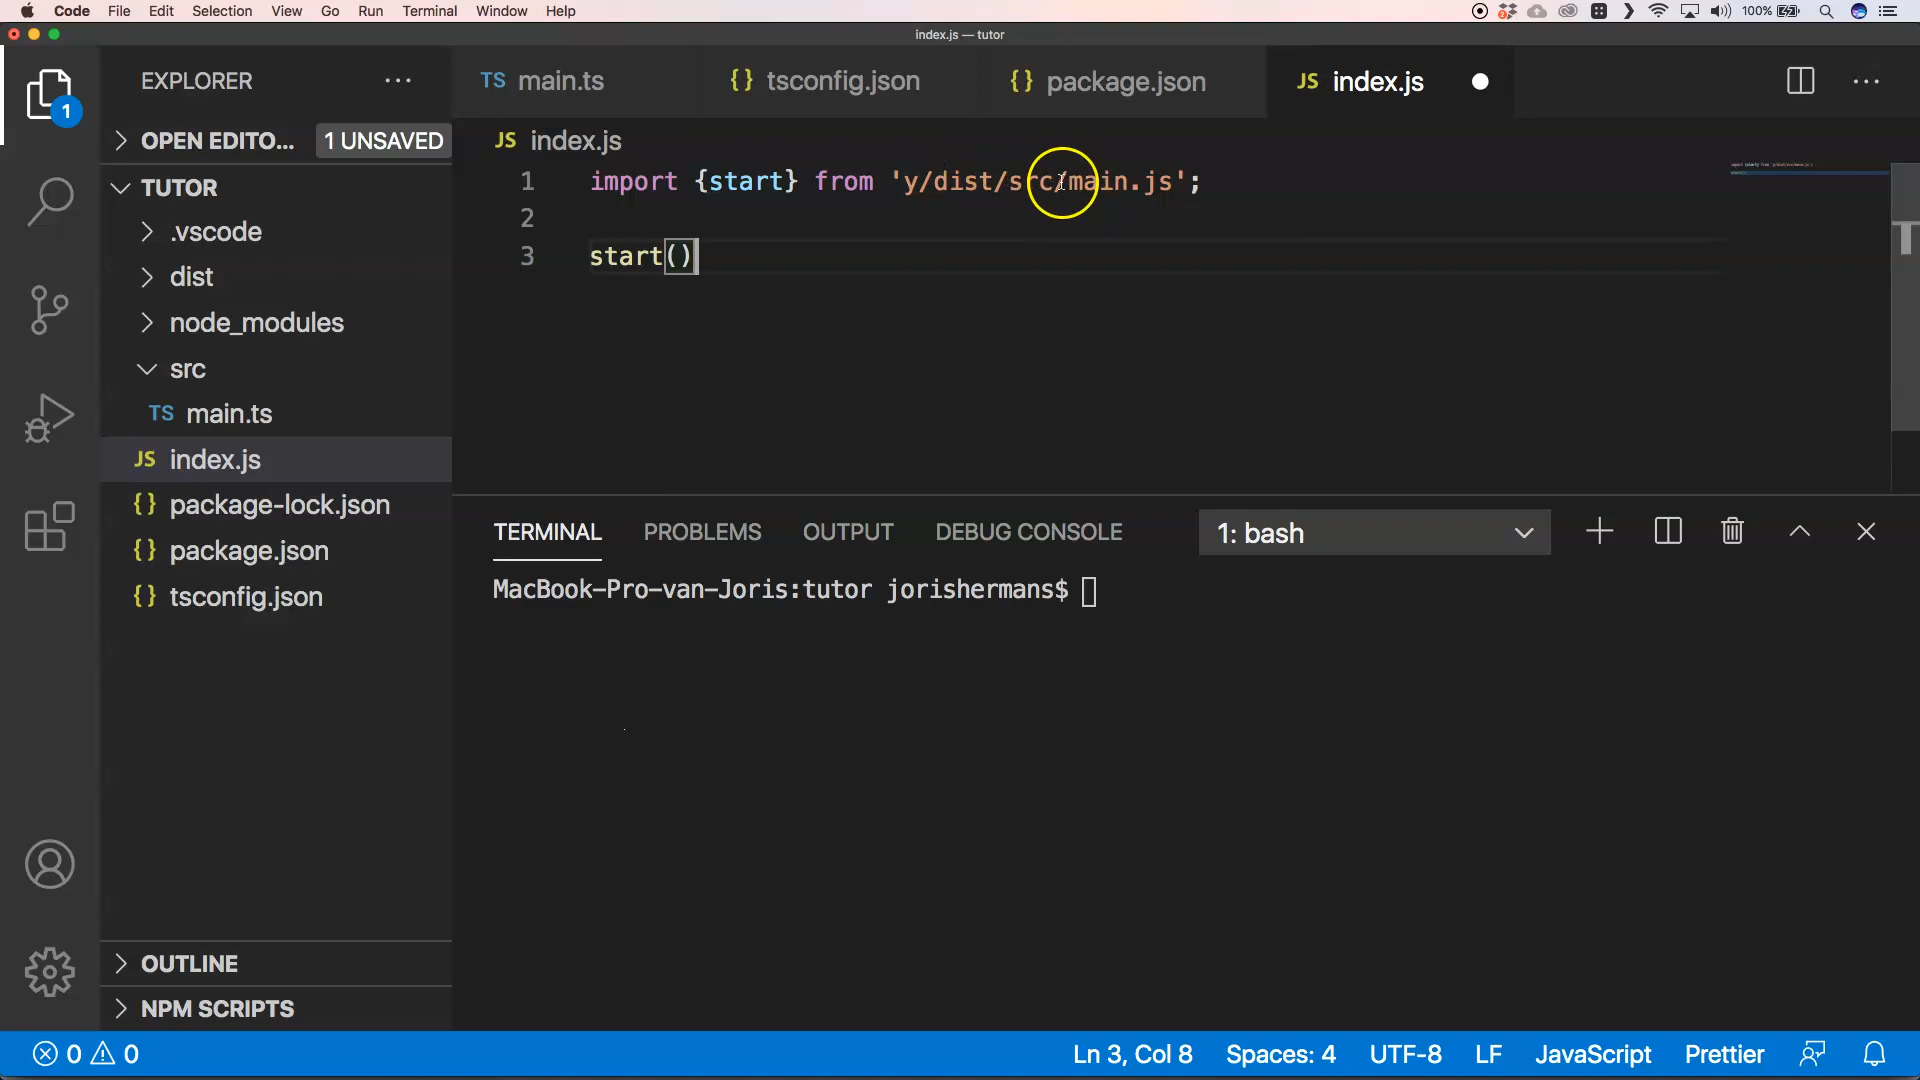 Code File Edit Selection View Go Run Terminal Window Help 100%
index.js — tutor
EXPLORER
TS main.ts {} tsconfig.json {} package.json JS index.js
1
OPEN EDITO... 1 UNSAVED
JS index.js
TUTOR
.vscode
dist
node_modules
src
TS main.ts
JS index.js
{} package-lock.json
{} package.json
{} tsconfig.json
OUTLINE
NPM SCRIPTS
1 import {start} from 'y/dist/src/main.js';
2
3 start()
TERMINAL PROBLEMS OUTPUT DEBUG CONSOLE 1: bash
MacBook-Pro-van-Joris:tutor jorishermans$
0 0 Ln 3, Col 8 Spaces: 4 UTF-8 LF JavaScript Prettier